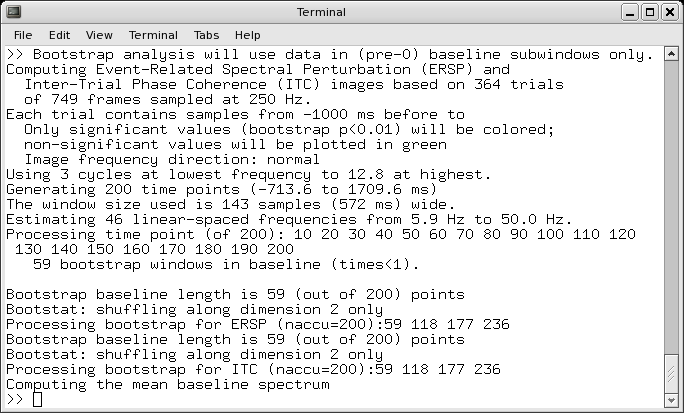 Terminal
File Edit View Terminal Tabs Help
>> Bootstrap analysis will use data in (pre-0) baseline subwindows only.
Computing Event-Related Spectral Perturbation (ERSP) and
Inter-Trial Phase Coherence (ITC) images based on 364 trials
of 749 frames sampled at 250 Hz.
Each trial contains samples from -1000 ms before to
Only significant values (bootstrap p<0.01) will be colored;
non-significant values will be plotted in green
Image frequency direction: normal
Using 3 cycles at lowest frequency to 12.8 at highest.
Generating 200 time points (-713.6 to 1709.6 ms)
The window size used is 143 samples (572 ms) wide.
Estimating 46 linear-spaced frequencies from 5.9 Hz to 50.0 Hz.
Processing time point (of 200): 10 20 30 40 50 60 70 80 90 100 110 120
130 140 150 160 170 180 190 200
59 bootstrap windows in baseline (times<1).
Bootstrap baseline length is 59 (out of 200) points
Bootstat: shuffling along dimension 2 only
Processing bootstrap for ERSP (naccu=200):59 118 177 236
Bootstrap baseline length is 59 (out of 200) points
Bootstat: shuffling along dimension 2 only
Processing bootstrap for ITC (naccu=200):59 118 177 236
Computing the mean baseline spectrum
>>